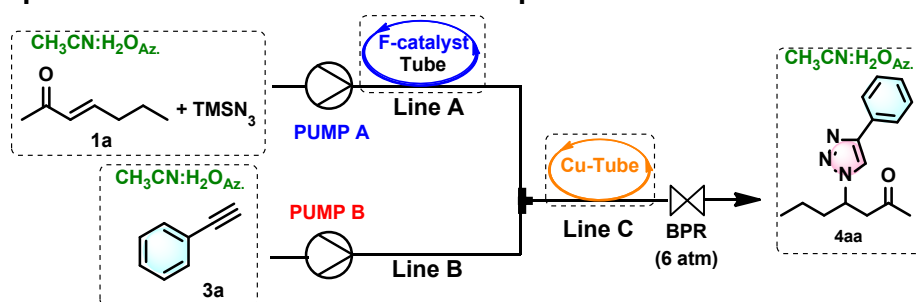 CH3CN:H2OAz.
O
+ TMSN3
1a
PUMP A
F-catalyst
Tube
Line A
CH3CN:H2OAz.
3a
PUMP B
Line B
Cu-Tube
Line C
BPR
(6 atm)
CH3CN:H2OAz.
N
N
N
O
4aa